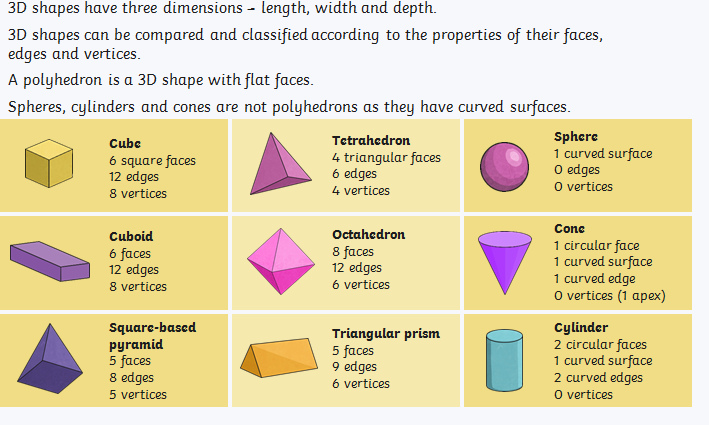 3D shapes have three dimensions – length, width and depth.
3D shapes can be compared and classified according to the properties of their faces,
edges and vertices.
A polyhedron is a 3D shape with flat faces.
Spheres, cylinders and cones are not polyhedrons as they have curved surfaces.
Cube
6 square faces
12 edges
8 vertices
Tetrahedron
4 triangular faces
6 edges
4 vertices
Sphere
1 curved surface
0 edges
0 vertices
Cuboid
6 faces
12 edges
8 vertices
Octahedron
8 faces
12 edges
6 vertices
Cone
1 circular face
1 curved surface
1 curved edge
0 vertices (1 apex)
Square-based
pyramid
5 faces
8 edges
5 vertices
Triangular prism
5 faces
9 edges
6 vertices
Cylinder
2 circular faces
1 curved surface
2 curved edges
0 vertices